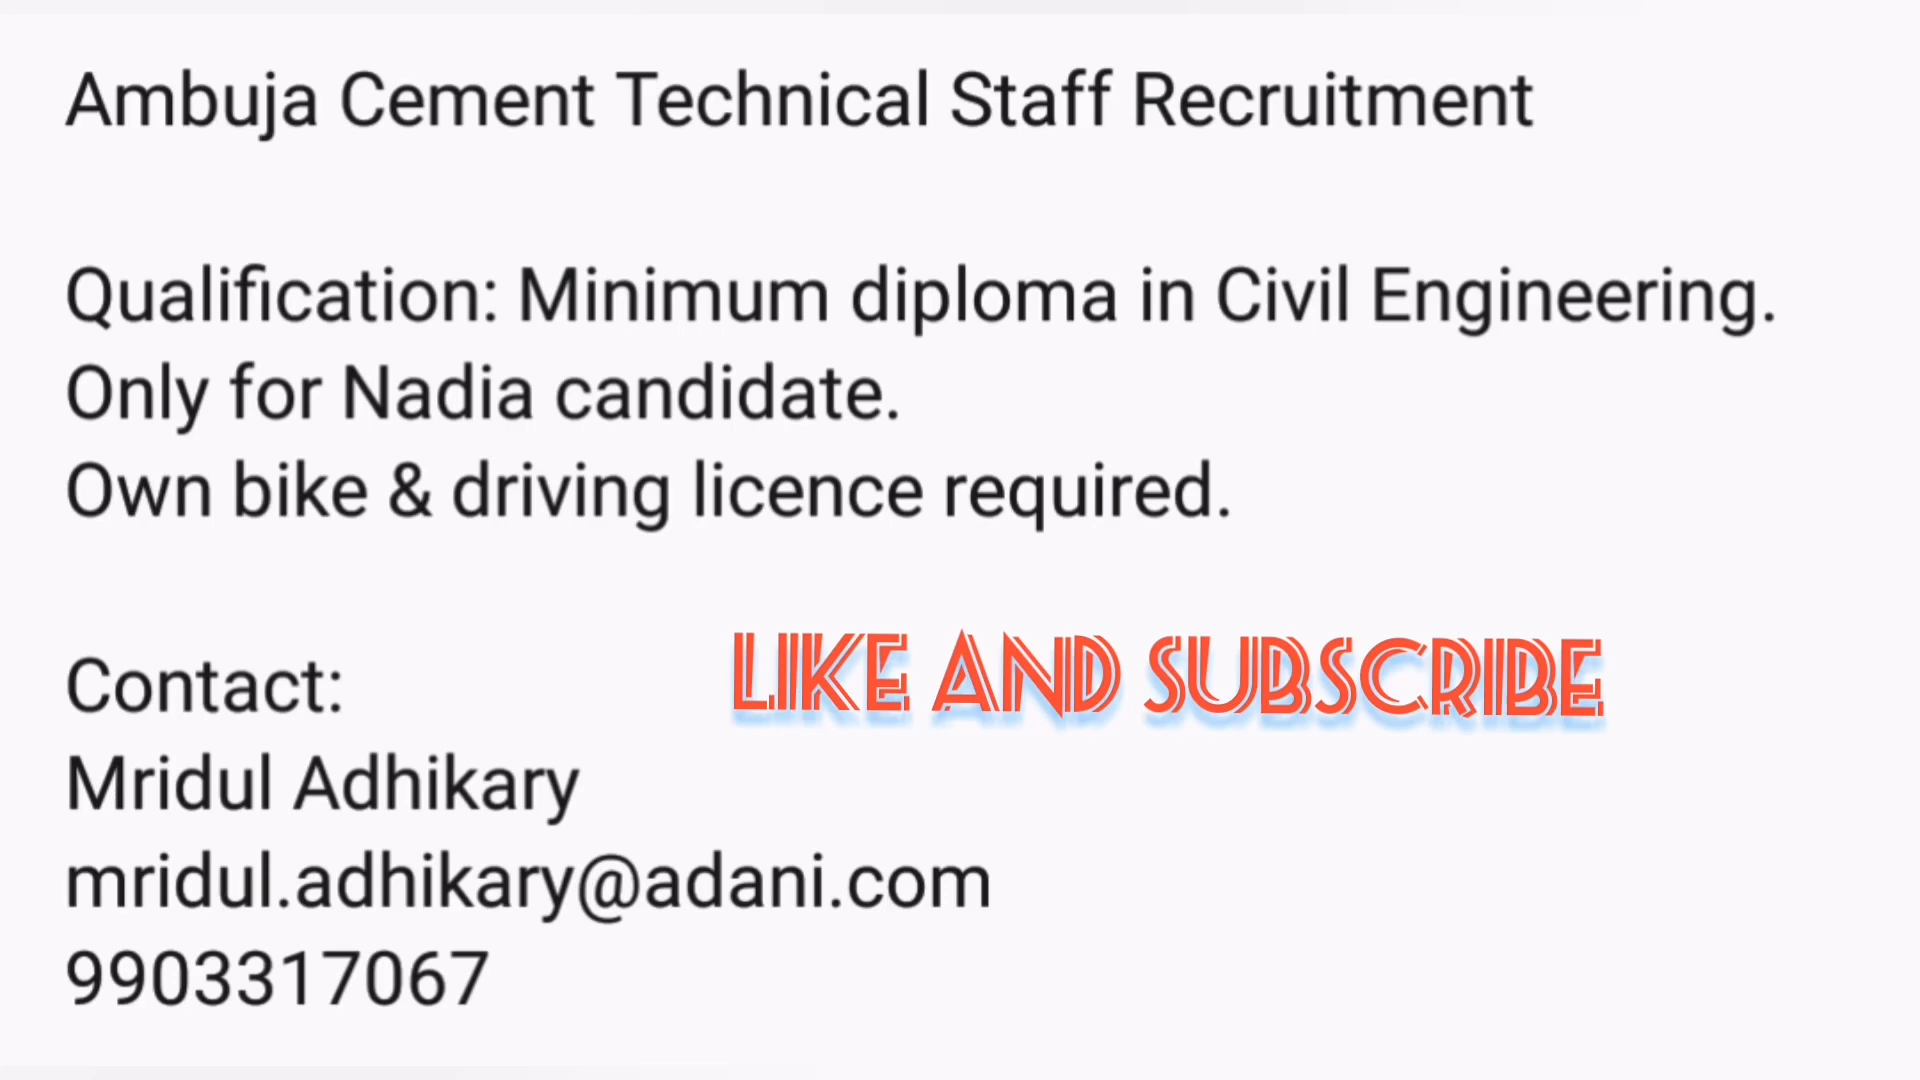 Ambuja Cement Technical Staff Recruitment
Qualification: Minimum diploma in Civil Engineering.
Only for Nadia candidate.
Own bike & driving licence required.
Contact:
LIKE AND SUBSCRIBE
Mridul Adhikary
mridul.adhikary@adani.com
9903317067